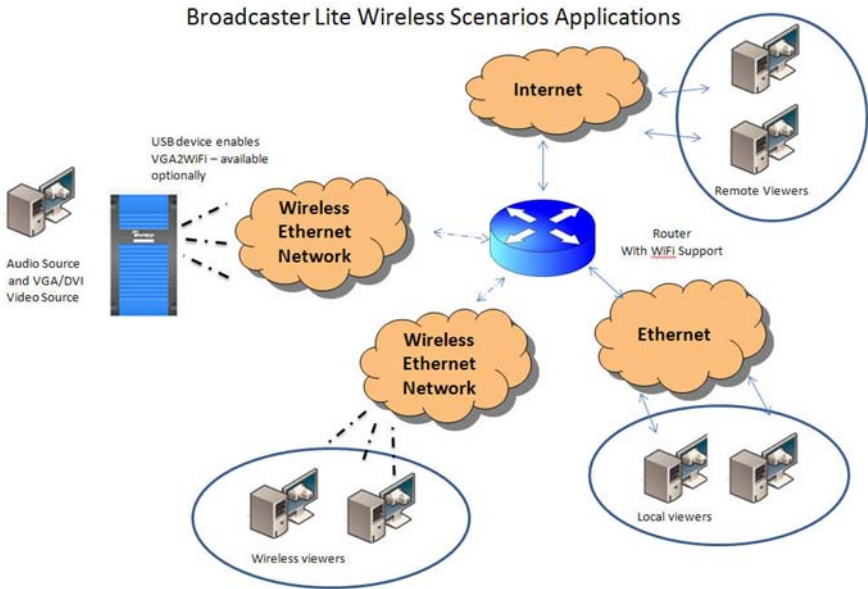 Broadcaster Lite Wireless Scenarios Applications
Internet
Remote Viewers
USB device enables
VGA2WiFi – available
optionally
Wireless
Ethernet
Network
Audio Source
and VGA/DVI
Video Source
Router
With WiFi Support
Wireless
Ethernet
Network
Ethernet
Local viewers
Wireless viewers